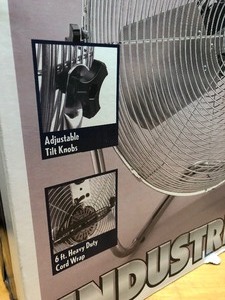 Adjustable
Tilt Knobs
6 ft. Heavy Duty
Cord Wrap
INDUSTR